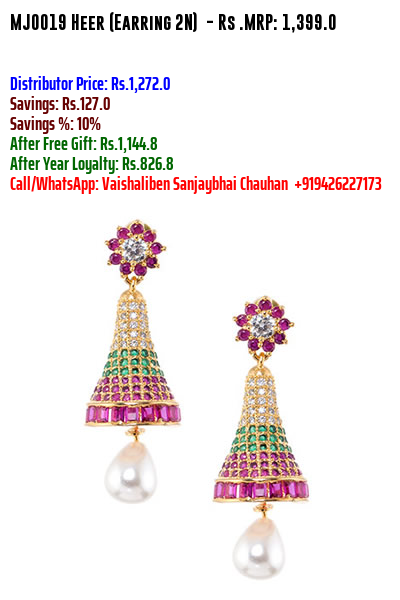 MJ0019 Heer (Earring 2N) - Rs .MRP: 1,399.0
Distributor Price: Rs.1,272.0
Savings: Rs.127.0
Savings %: 10%
After Free Gift: Rs.1,144.8
After Year Loyalty: Rs.826.8
Call/WhatsApp: Vaishaliben Sanjaybhai Chauhan +919426227173